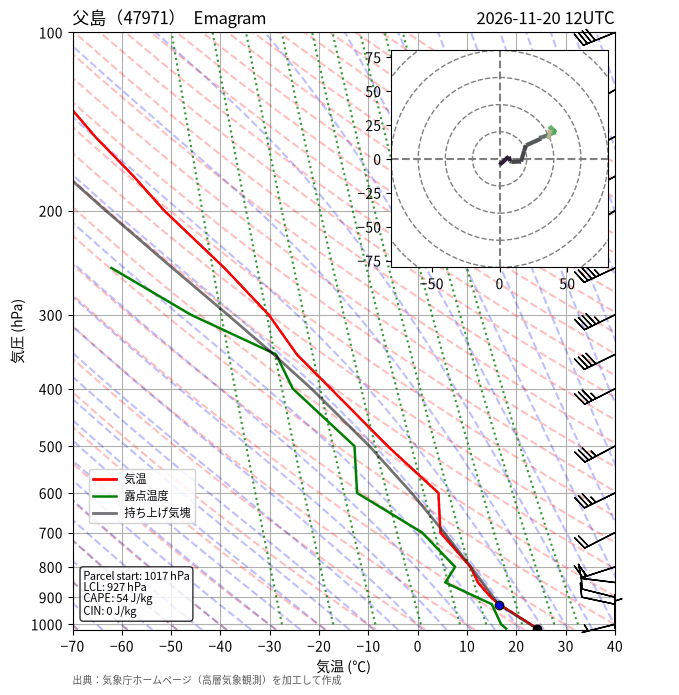 父島（47971） Emagram
2026-11-20 12UTC
100
200
300
400
500
600
700
800
900
1000
気圧 (hPa)
75
50
25
0
−25
−50
−75
−50
0
50
気温
露点温度
持ち上げ気塊
Parcel start: 1017 hPa
LCL: 927 hPa
CAPE: 54 J/kg
CIN: 0 J/kg
−70
−60
−50
−40
−30
−20
−10
0
10
20
30
40
気温 (℃)
出典：気象庁ホームページ（高層気象観測）を加工して作成